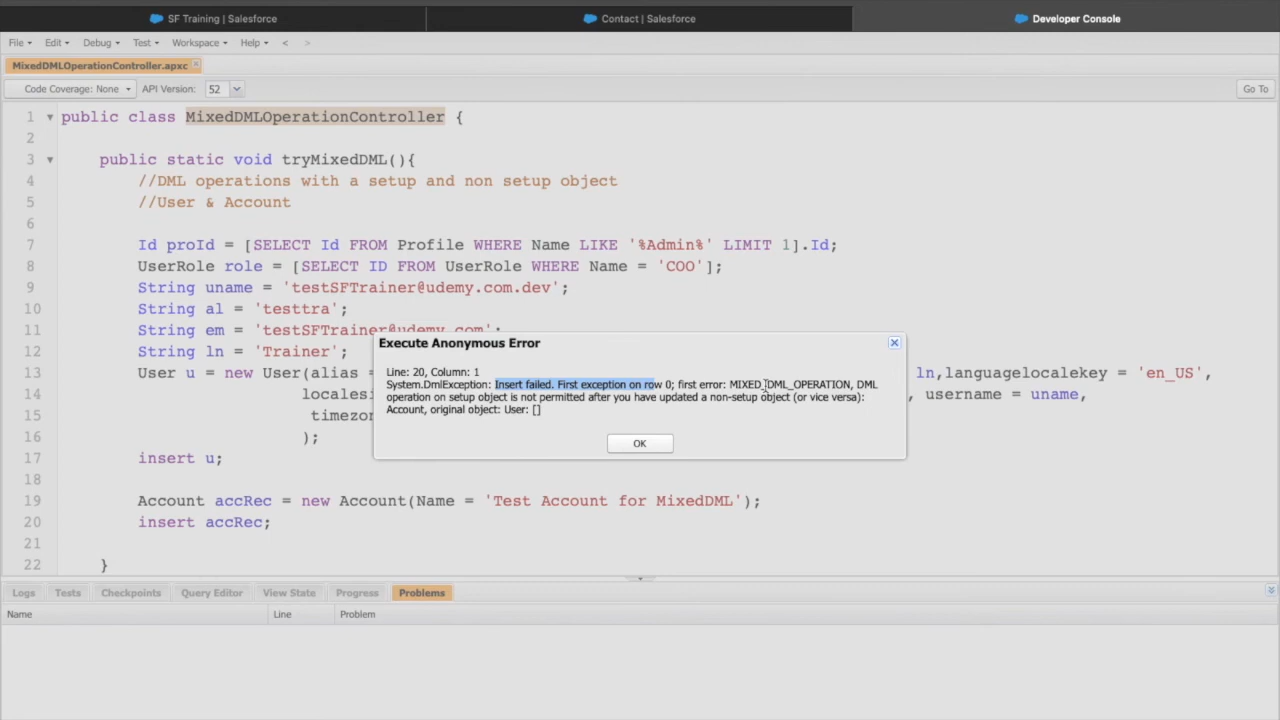 SF Training | Salesforce
Contact | Salesforce
Developer Console
File Edit Debug Test Workspace Help < >
MixedDMLOperationController.apxc
Code Coverage: None API Version: 52 Go To
1 public class MixedDMLOperationController {
2
3 public static void tryMixedDML(){
4 //DML operations with a setup and non setup object
5 //User & Account
6
7 Id proId = [SELECT Id FROM Profile WHERE Name LIKE '%Admin%' LIMIT 1].Id;
8 UserRole role = [SELECT ID FROM UserRole WHERE Name = 'COO'];
9 String uname = 'testSFTrainer@udemy.com.dev';
10 String al = 'testtra';
11 String em = 'testSFTrainer@udemy.com';
12 String ln = 'Trainer';
13 User u = new User(alias = ln,languagelocalekey = 'en_US',
14 localesi , username = uname,
15 timezon
16 );
17 insert u;
18
19 Account accRec = new Account(Name = 'Test Account for MixedDML');
20 insert accRec;
21
22 }
Execute Anonymous Error
Line: 20, Column: 1
System.DmlException: Insert failed. First exception on row 0; first error: MIXED_DML_OPERATION, DML
operation on setup object is not permitted after you have updated a non-setup object (or vice versa):
Account, original object: User: []
OK
Logs Tests Checkpoints Query Editor View State Progress Problems
Name Line Problem